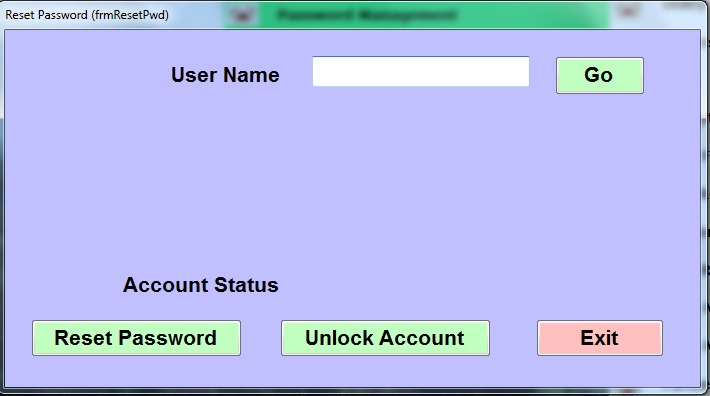 Reset Password (frmResetPwd)
Password Management
User Name
Go
Account Status
Reset Password
Unlock Account
Exit